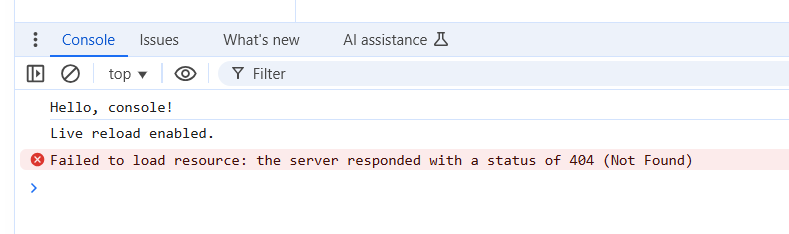 Console Issues What's new AI assistance
top Filter
Hello, console!
Live reload enabled.
Failed to load resource: the server responded with a status of 404 (Not Found)